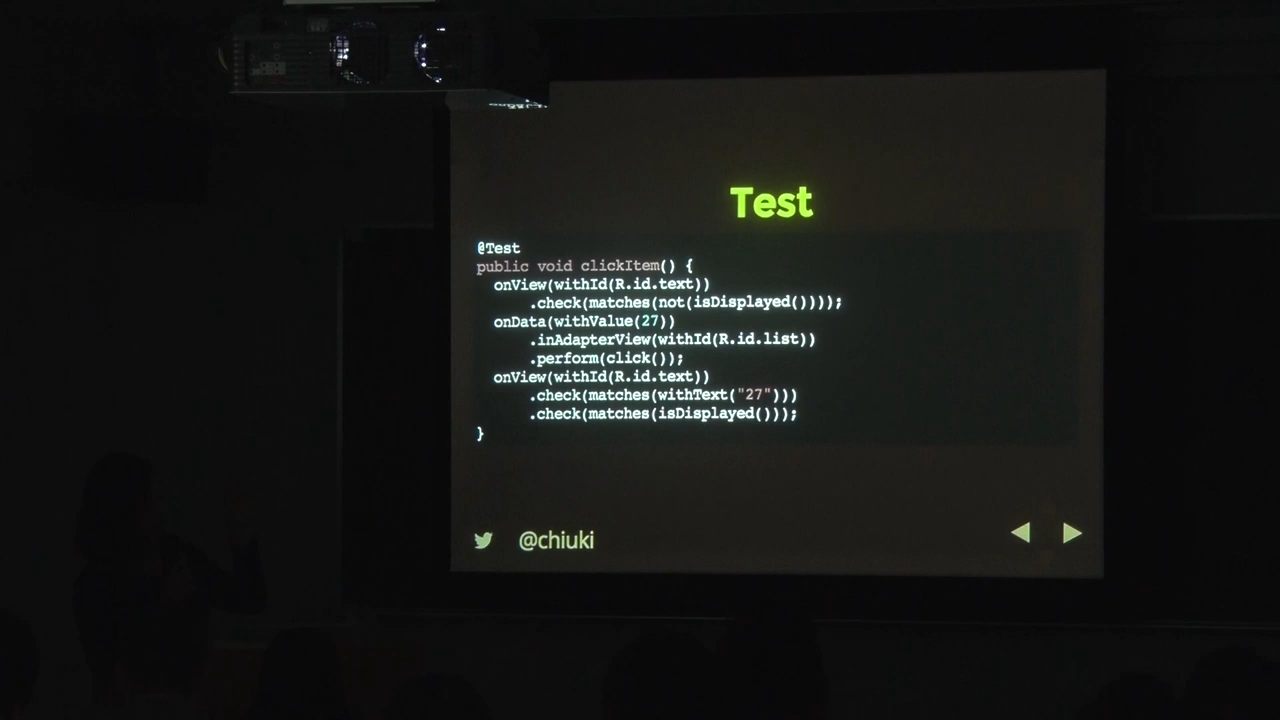 Test
@Test
public void clickItem() {
onView(withId(R.id.text))
.check(matches(not(isDisplayed())));
onData(withValue(27))
.inAdapterView(withId(R.id.list))
.perform(click());
onView(withId(R.id.text))
.check(matches(withText("27")))
.check(matches(isDisplayed()));
}
@chiuki